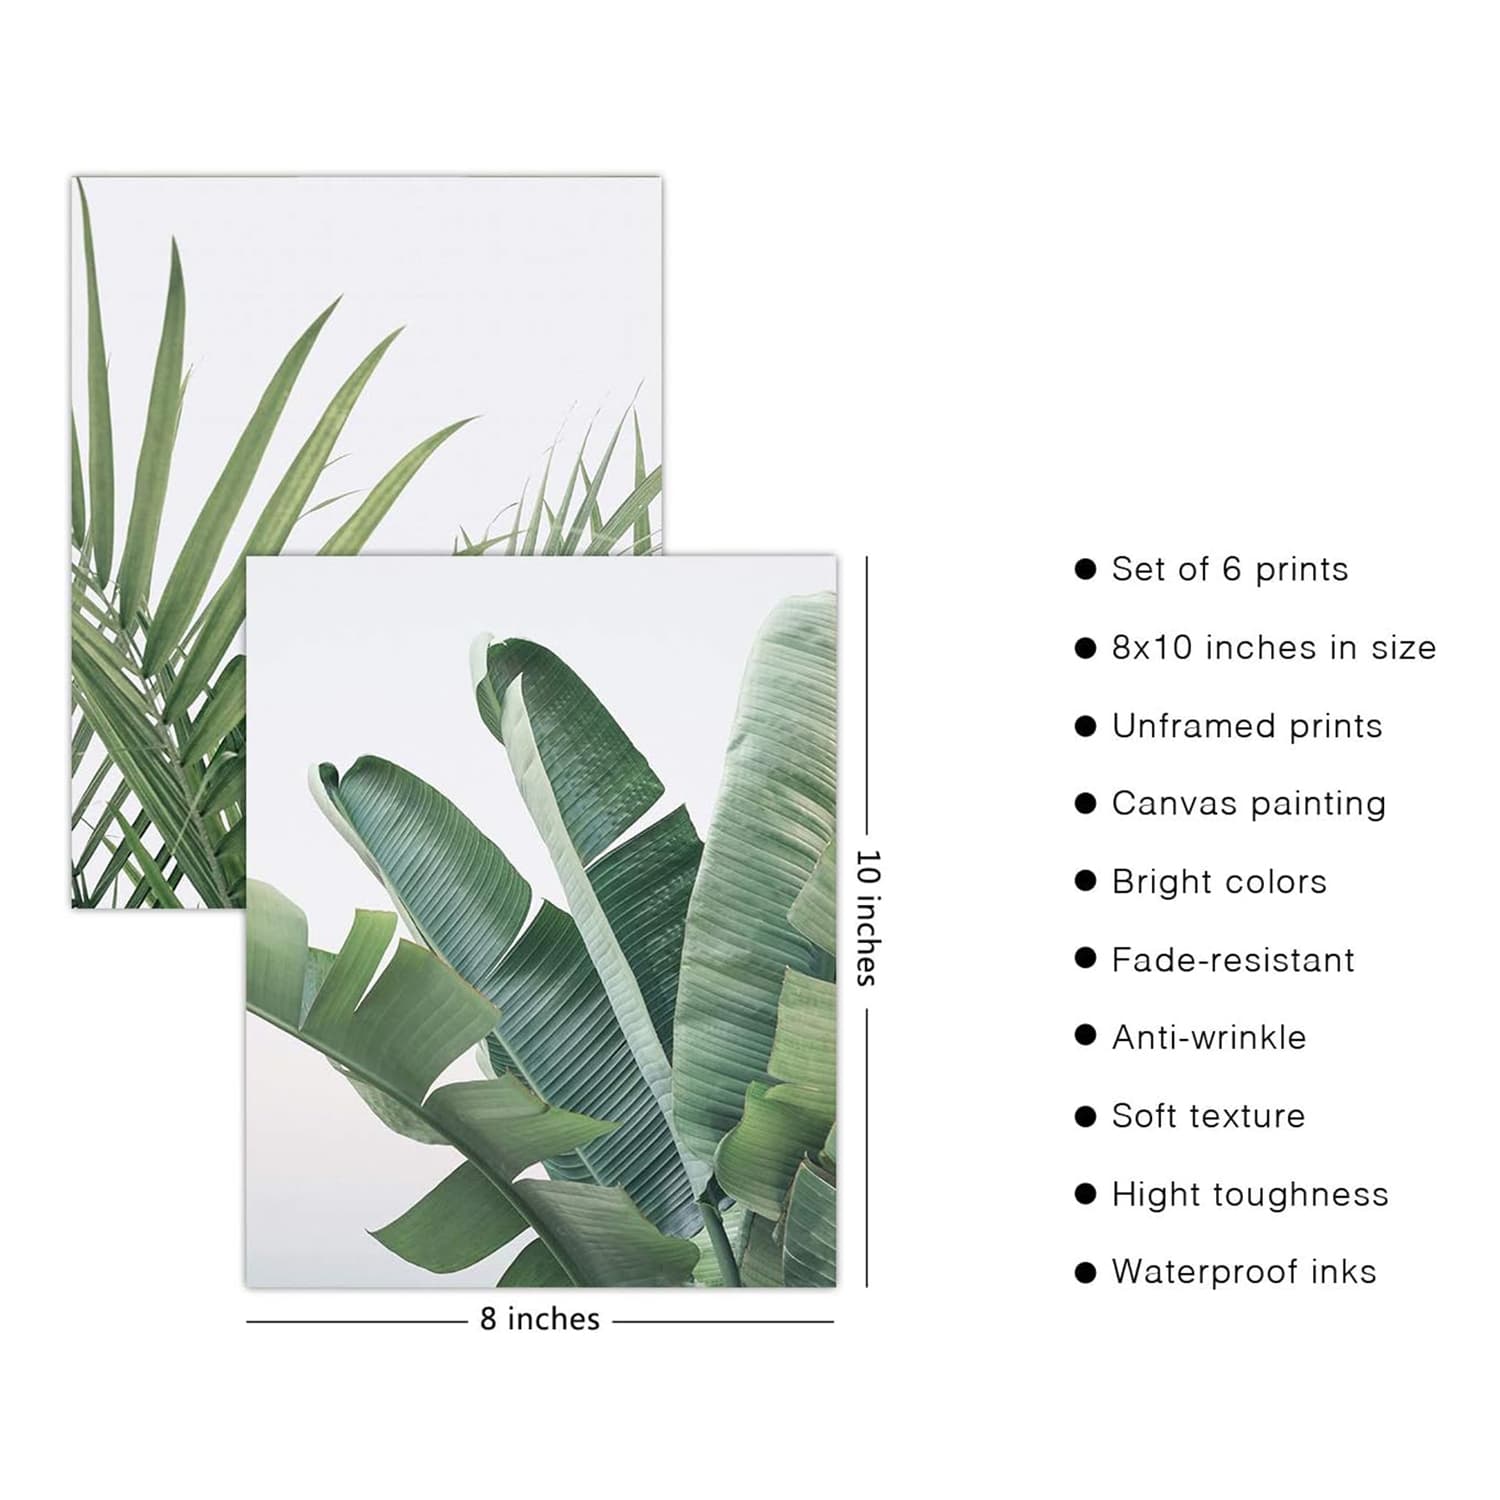 Set of 6 prints
8x10 inches in size
Unframed prints
Canvas painting
Bright colors
Fade-resistant
Anti-wrinkle
Soft texture
Hight toughness
Waterproof inks
10 inches
8 inches